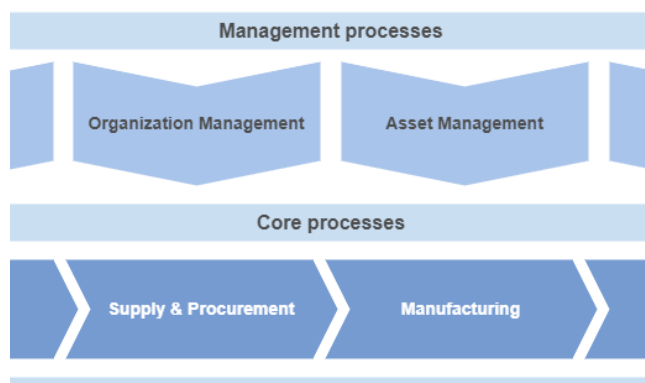 Management processes
Organization Management
Asset Management
Core processes
Supply & Procurement
Manufacturing